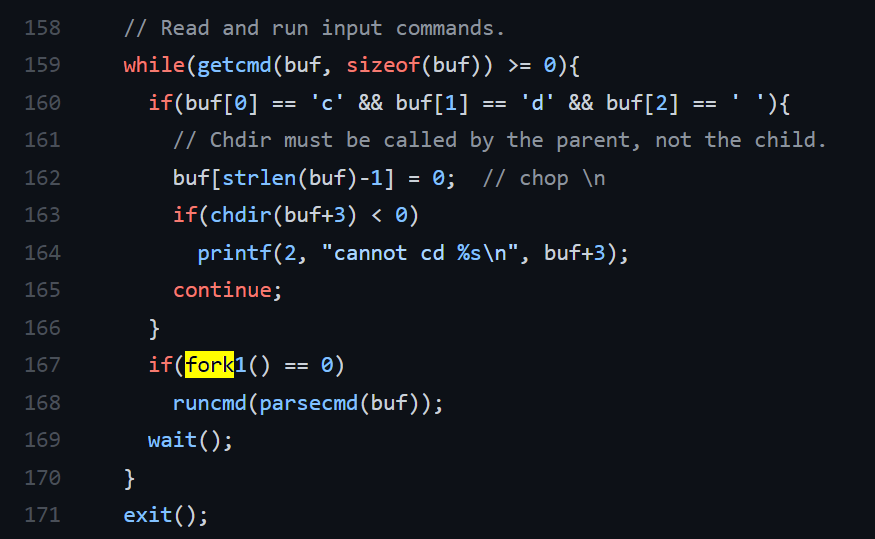 158 // Read and run input commands.
159 while(getcmd(buf, sizeof(buf)) >= 0){
160 if(buf[0] == 'c' && buf[1] == 'd' && buf[2] == ' '){
161 // Chdir must be called by the parent, not the child.
162 buf[strlen(buf)-1] = 0;  // chop \n
163 if(chdir(buf+3) < 0)
164 printf(2, "cannot cd %s\n", buf+3);
165 continue;
166 }
167 if(fork1() == 0)
168 runcmd(parsecmd(buf));
169 wait();
170 }
171 exit();